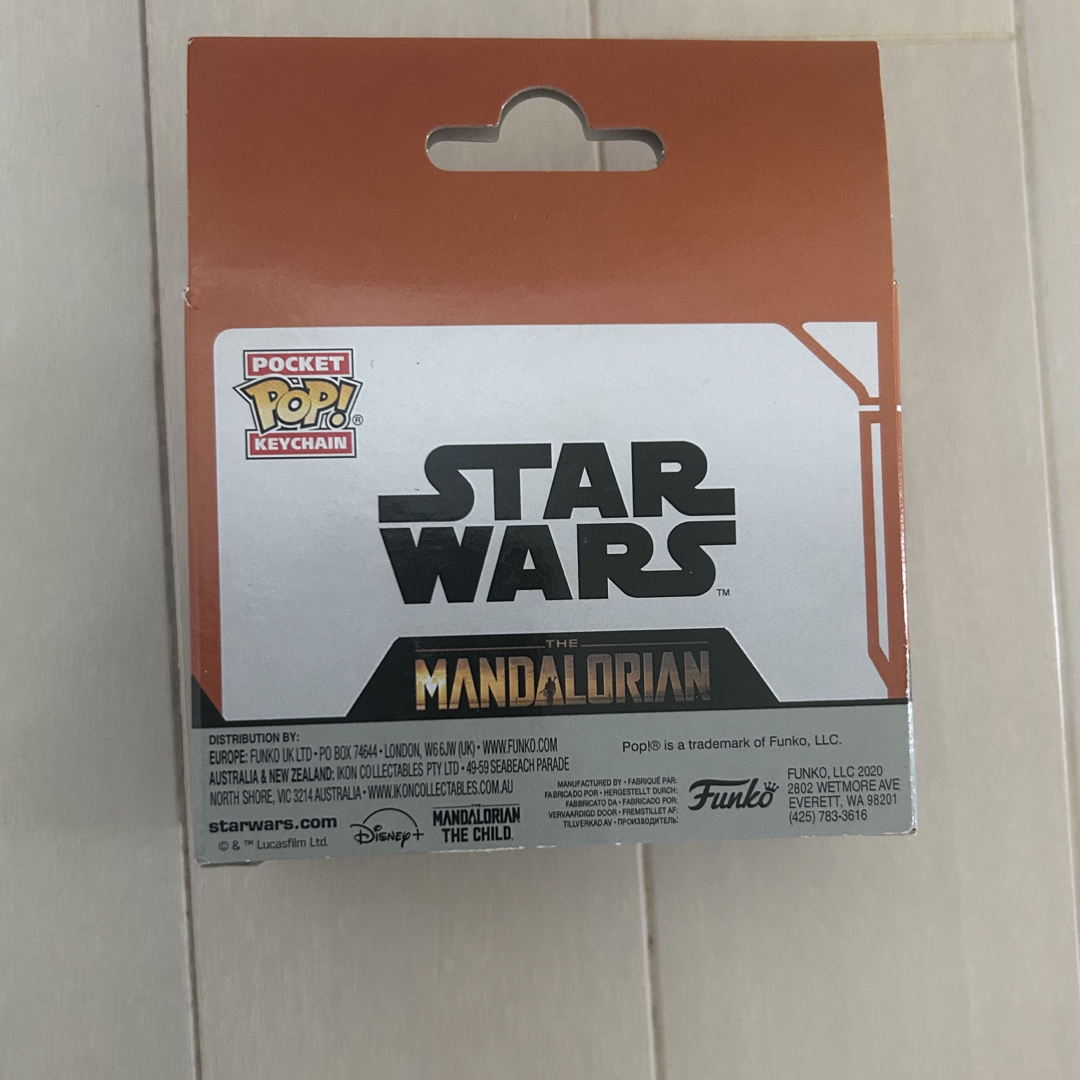 POCKET
POP!®
KEYCHAIN
STAR
WARS™
THE
MANDALORIAN
DISTRIBUTION BY:
EUROPE: FUNKO UK LTD • PO BOX 74644 • LONDON, W6 6JW (UK) • WWW.FUNKO.COM
AUSTRALIA & NEW ZEALAND: IKON COLLECTABLES PTY LTD • 49-59 SEABEACH PARADE
NORTH SHORE, VIC 3214 AUSTRALIA • WWW.IKONCOLLECTABLES.COM.AU
starwars.com
© & ™ Lucasfilm Ltd.
Disney+
MANDALORIAN
THE CHILD
Pop!® is a trademark of Funko, LLC.
MANUFACTURED BY • FABRIQUÉ PAR:
FABRICADO POR • HERGESTELLT DURCH:
FABBRICATO DA • FABRICADO POR:
VERVAARDIGD DOOR • FREMSTILLET AF:
TILLVERKAD AV • ПРОИЗВОДИТЕЛЬ:
Funko
FUNKO, LLC 2020
2802 WETMORE AVE
EVERETT, WA 98201
(425) 783-3616